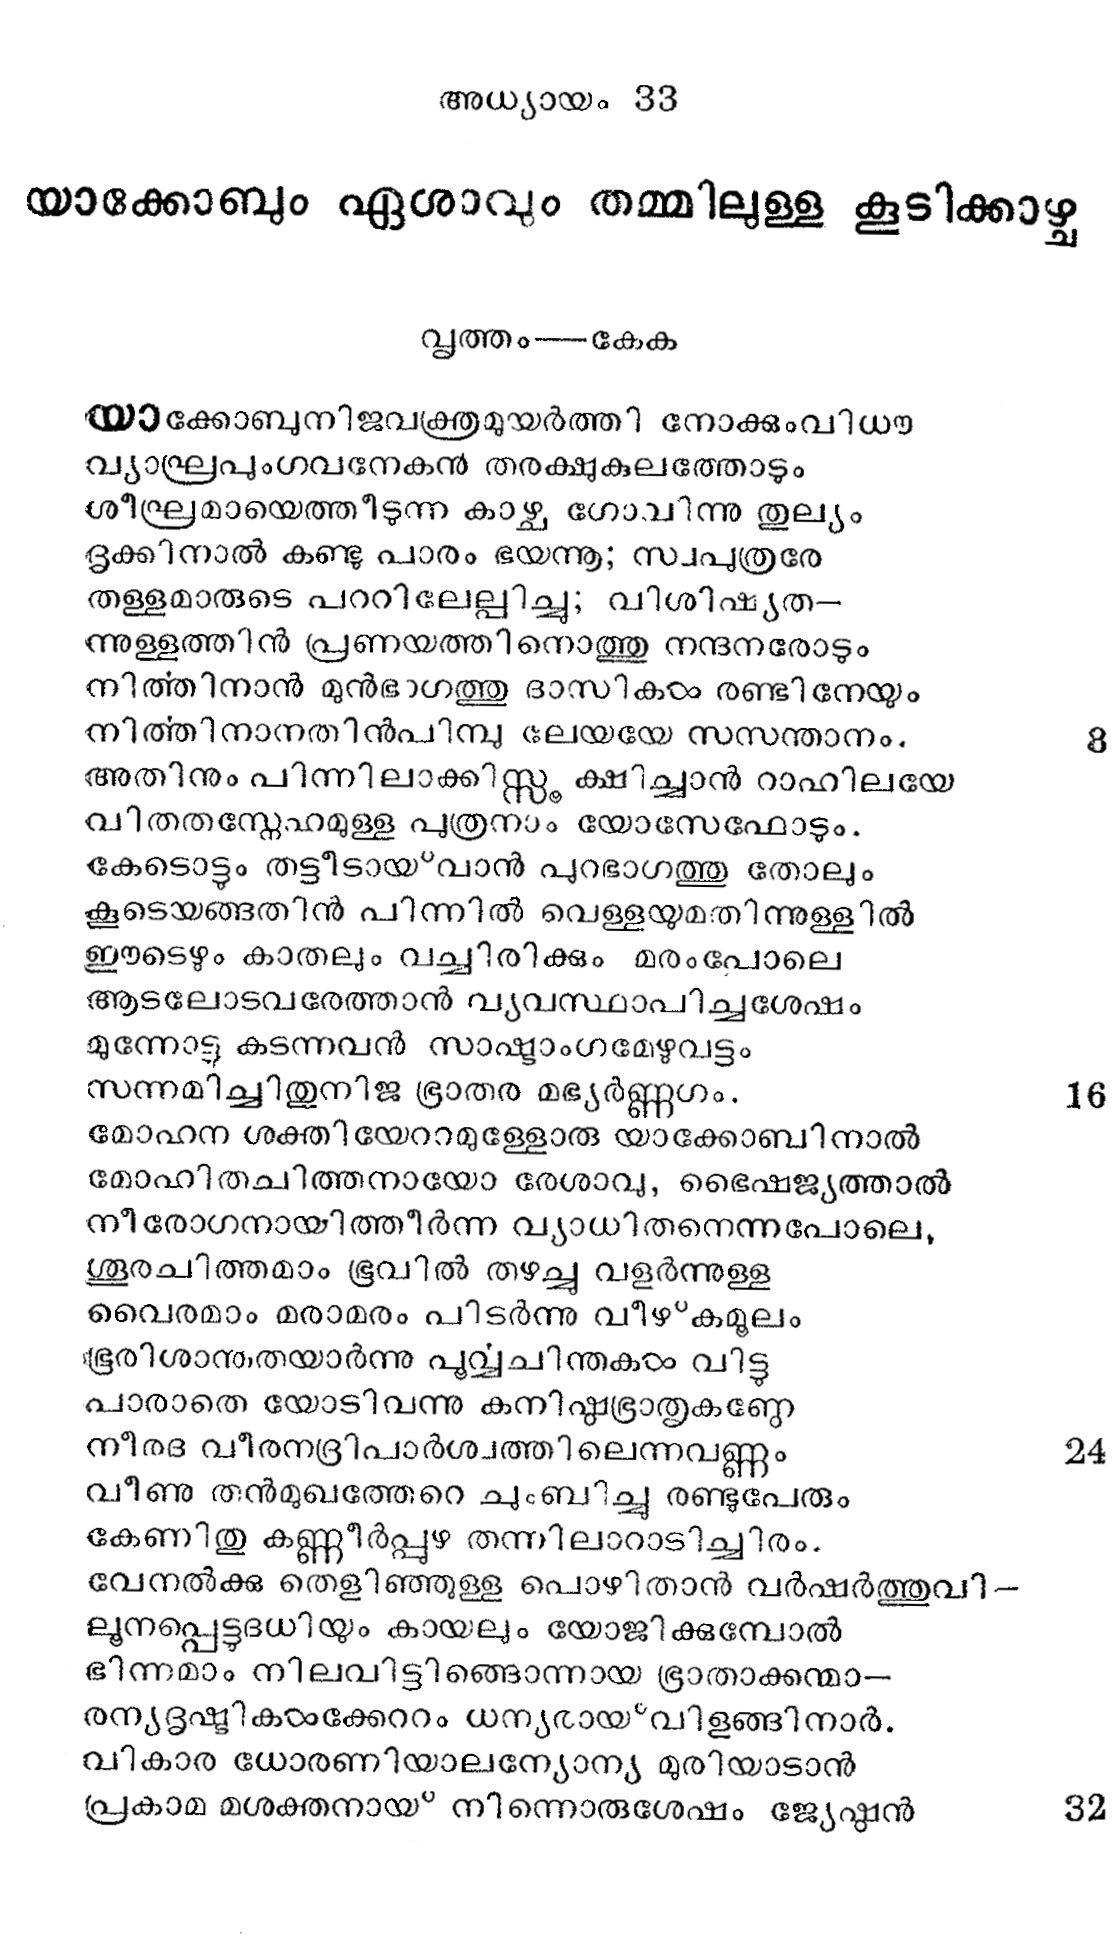 അധ്യായം 33
യാക്കോബും ഏശാവും തമ്മിലുള്ള കൂടിക്കാഴ്ച
വൃത്തം—കേക
യാക്കോബുനിജവക്ത്രമുയർത്തി നോക്കുംവിധൗ
വ്യാഘ്രപുംഗവനേകൻ തരക്ഷുകുലത്തോടും
ശീഘ്രമായെത്തീടുന്ന കാഴ്ച ഗോവിന്നു തുല്യം
ദൃക്കിനാൽ കണ്ടു പാരം ഭയന്നൂ; സ്വപുത്രരേ
തള്ളമാരുടെ പററിലേല്പിച്ചു; വിശിഷ്യത—
ന്നുള്ളത്തിൻ പ്രണയത്തിനൊത്തു നന്ദനരോടും
നിൎത്തിനാൻ മുൻഭാഗത്തു ദാസികൾ രണ്ടിനേയും
നിൎത്തിനാനതിൻപിമ്പു ലേയയേ സസന്താനം. 8
അതിനും പിന്നിലാക്കിസ്സൂക്ഷിച്ചാൻ റാഹിലയേ
വിതതസ്നേഹമുള്ള പുത്രനാം യോസേഫോടും.
കേടൊട്ടും തട്ടീടായ്‌വാൻ പുറഭാഗത്തു തോലും
കൂടെയങ്ങതിൻ പിന്നിൽ വെള്ളയുമതിന്നുള്ളിൽ
ഈടെഴും കാതലും വച്ചിരിക്കും മരംപോലെ
ആടലോടവരേത്താൻ വ്യവസ്ഥാപിച്ചശേഷം
മുന്നോട്ടു കടന്നവൻ സാഷ്ടാംഗമേഴുവട്ടം
സന്നമിച്ചിതുനിജ ഭ്രാതര മഭ്യർണ്ണഗം. 16
മോഹന ശക്തിയേററമുള്ളോരു യാക്കോബിനാൽ
മോഹിതചിത്തനായോ രേശാവു, ഭൈഷജ്യത്താൽ
നീരോഗനായിത്തീർന്ന വ്യാധിതനെന്നപോലെ,
ശൂരചിത്തമാം ഭൂവിൽ തഴച്ചു വളർന്നുള്ള
വൈരമാം മരാമരം പിടർന്നു വീഴ്‌കമൂലം
ഭൂരിശാന്തതയാർന്നു പൂൎവ്വചിന്തകൾ വിട്ടു
പാരാതെ യോടിവന്നു കനിഷ്ഠഭ്രാതൃകണ്ഠേ
നീരദ വീരനദ്രിപാർശ്വത്തിലെന്നവണ്ണം 24
വീണു തൻമുഖത്തേറെ ചുംബിച്ചു രണ്ടുപേരും
കേണിതു കണ്ണീർപ്പുഴ തന്നിലാറാടിച്ചിരം.
വേനൽക്കു തെളിഞ്ഞുള്ള പൊഴിതാൻ വർഷർത്തുവി—
ലൂനപ്പെട്ടുദധിയും കായലും യോജിക്കുമ്പോൽ
ഭിന്നമാം നിലവിട്ടിങ്ങൊന്നായ ഭ്രാതാക്കന്മാ—
രന്യദൃഷ്ടികൾക്കേററം ധന്യരായ്‌വിളങ്ങിനാർ.
വികാര ധോരണിയാലന്യോന്യ മുരിയാടാൻ
പ്രകാമ മശക്തനായ് നിന്നൊരുശേഷം ജ്യേഷ്ഠൻ 32